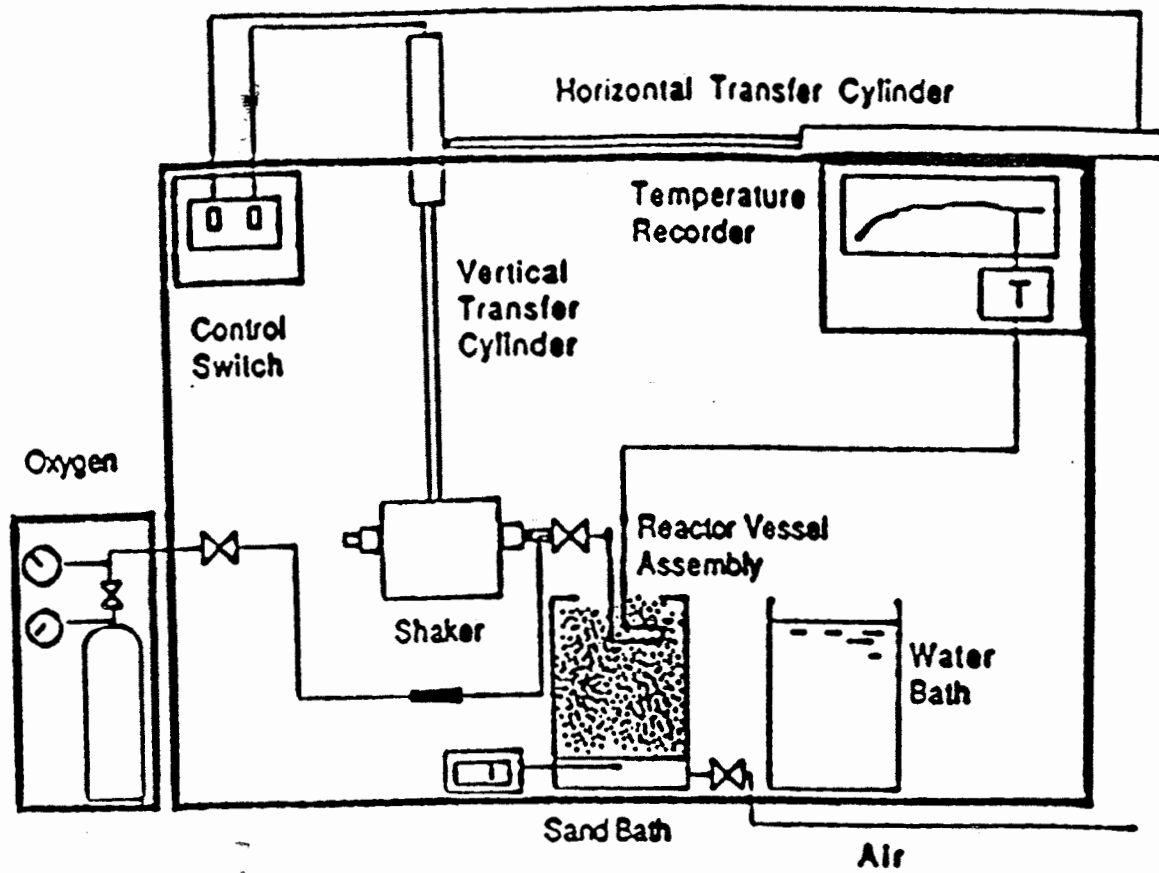 Horizontal Transfer Cylinder
Temperature
Recorder
T
Vertical
Transfer
Cylinder
Control
Switch
Oxygen
Reactor Vessel
Assembly
Shaker
Water
Bath
Sand Bath
Air